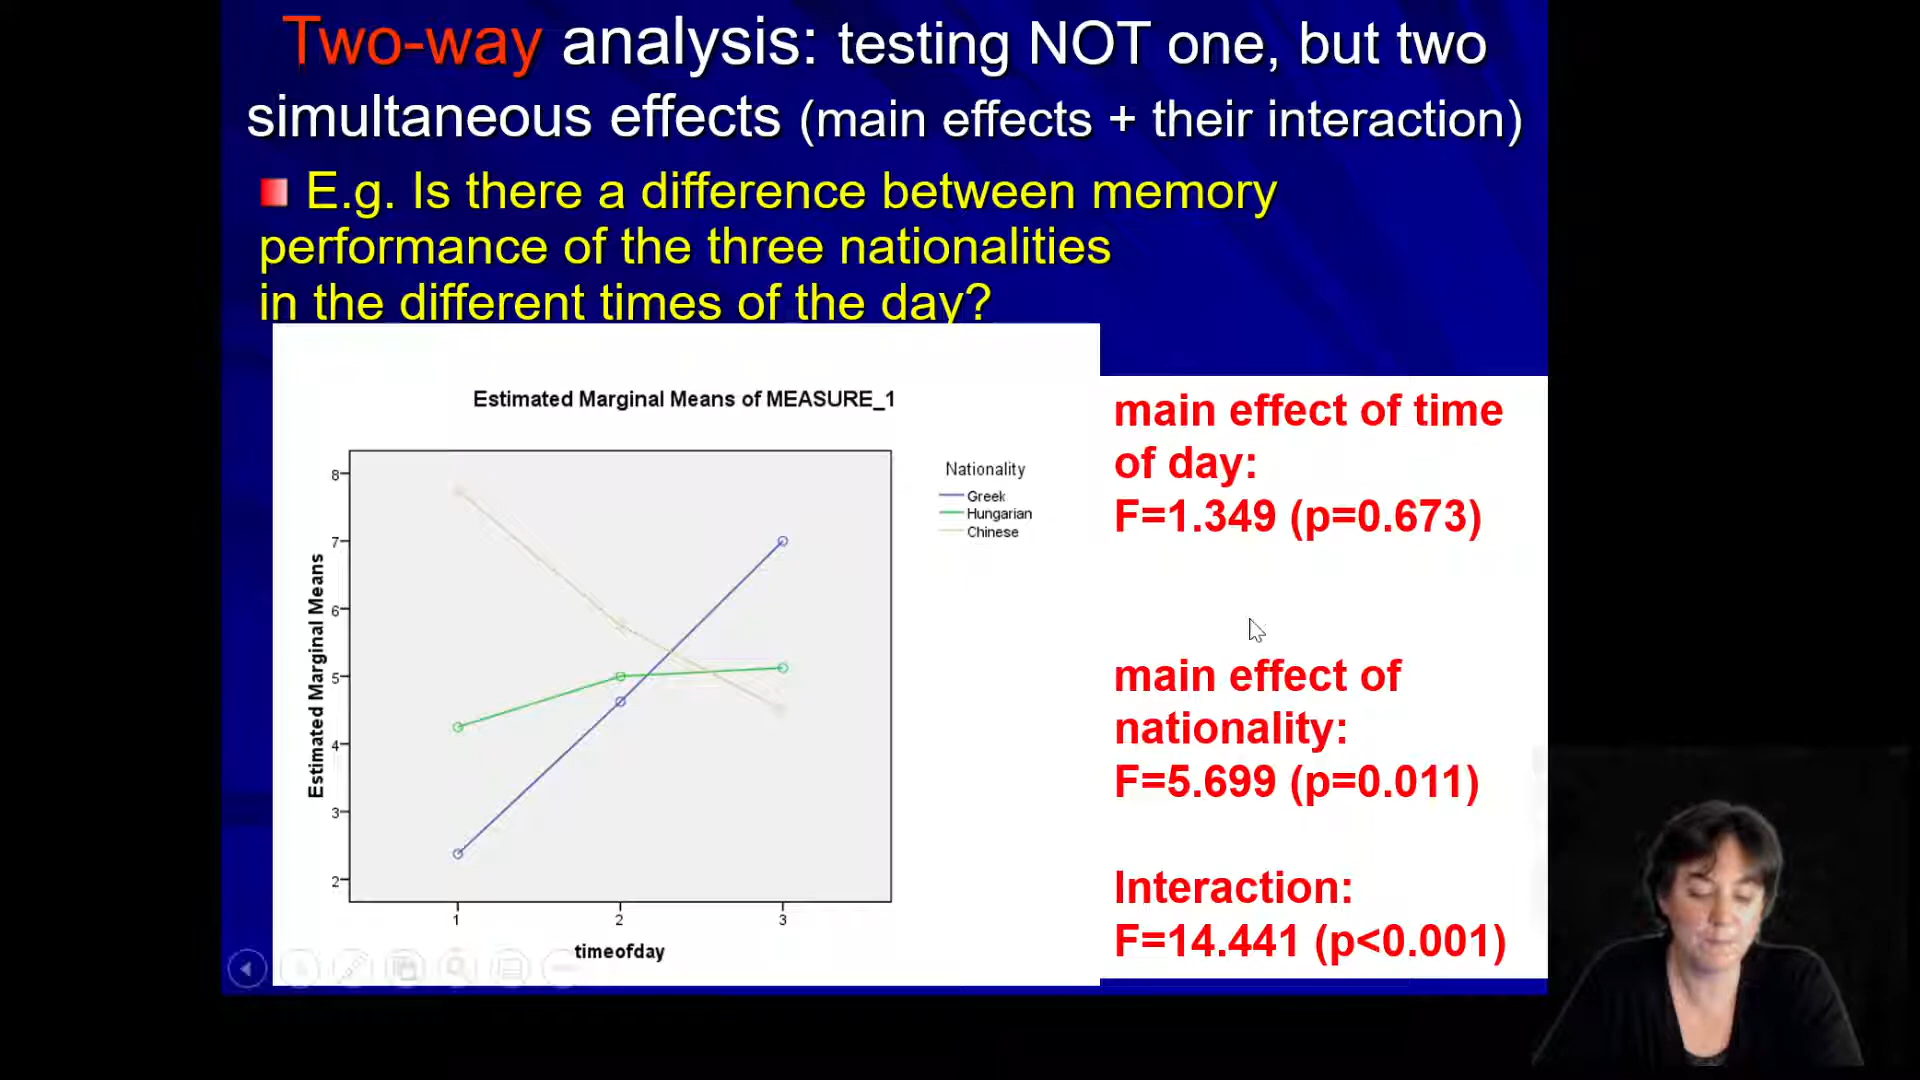 Two-way analysis: testing NOT one, but two
simultaneous effects (main effects + their interaction)
E.g. Is there a difference between memory
performance of the three nationalities
in the different times of the day?
Estimated Marginal Means of MEASURE_1
Estimated Marginal Means
8
7
6
5
4
3
2
1 2 3
timeofday
Nationality
Greek
Hungarian
Chinese
main effect of time
of day:
F=1.349 (p=0.673)
main effect of
nationality:
F=5.699 (p=0.011)
Interaction:
F=14.441 (p<0.001)